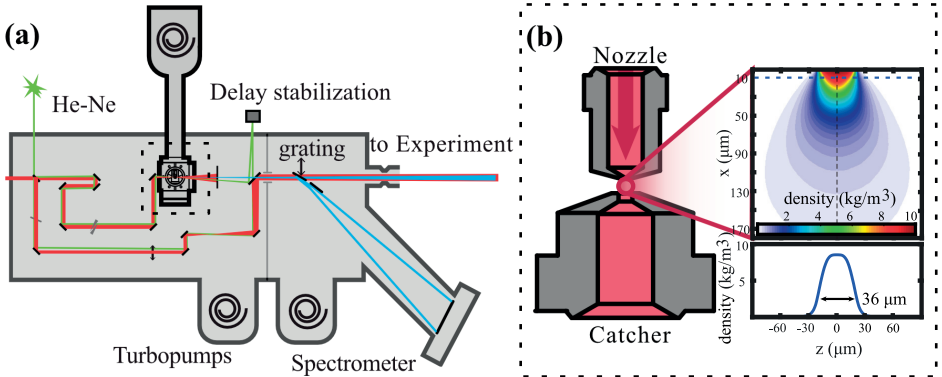 (a)
He-Ne
Delay stabilization
grating
to Experiment
Turbopumps
Spectrometer
(b)
Nozzle
Catcher
10
50
90
130
170
x (μm)
density (kg/m3)
2 4 6 8 10
density (kg/m3)
10
5
36 μm
-60 -30 0 30 60
z (μm)